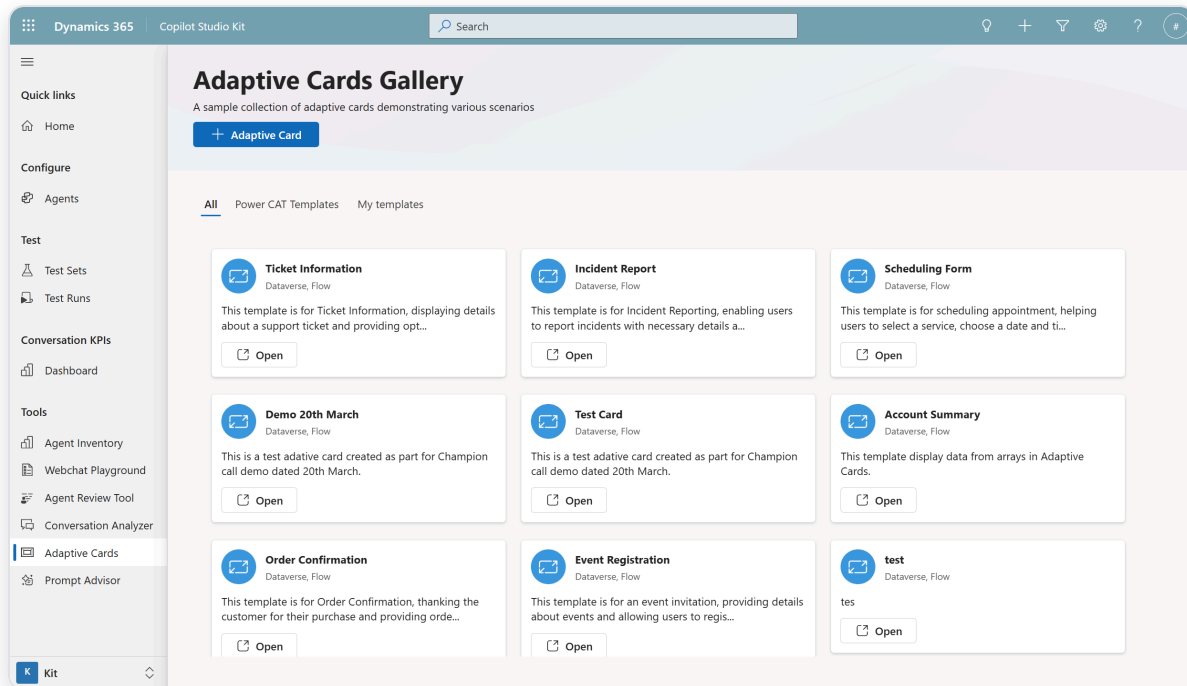 Dynamics 365
Copilot Studio Kit
Search
?
#
Quick links
Home
Configure
Agents
Test
Test Sets
Test Runs
Conversation KPIs
Dashboard
Tools
Agent Inventory
Webchat Playground
Agent Review Tool
Conversation Analyzer
Adaptive Cards
Prompt Advisor
K
Kit
Adaptive Cards Gallery
A sample collection of adaptive cards demonstrating various scenarios
Adaptive Card
All
Power CAT Templates
My templates
Ticket Information
Dataverse, Flow
This template is for Ticket Information, displaying details
about a support ticket and providing opt...
Open
Incident Report
Dataverse, Flow
This template is for Incident Reporting, enabling users
to report incidents with necessary details a...
Open
Scheduling Form
Dataverse, Flow
This template is for scheduling appointment, helping
users to select a service, choose a date and ti...
Open
Demo 20th March
Dataverse, Flow
This is a test adative card created as part for Champion
call demo dated 20th March.
Open
Test Card
Dataverse, Flow
This is a test adative card created as part for Champion
call demo dated 20th March.
Open
Account Summary
Dataverse, Flow
This template display data from arrays in Adaptive
Cards.
Open
Order Confirmation
Dataverse, Flow
This template is for Order Confirmation, thanking the
customer for their purchase and providing orde...
Open
Event Registration
Dataverse, Flow
This template is for an event invitation, providing details
about events and allowing users to regis...
Open
test
Dataverse, Flow
tes
Open